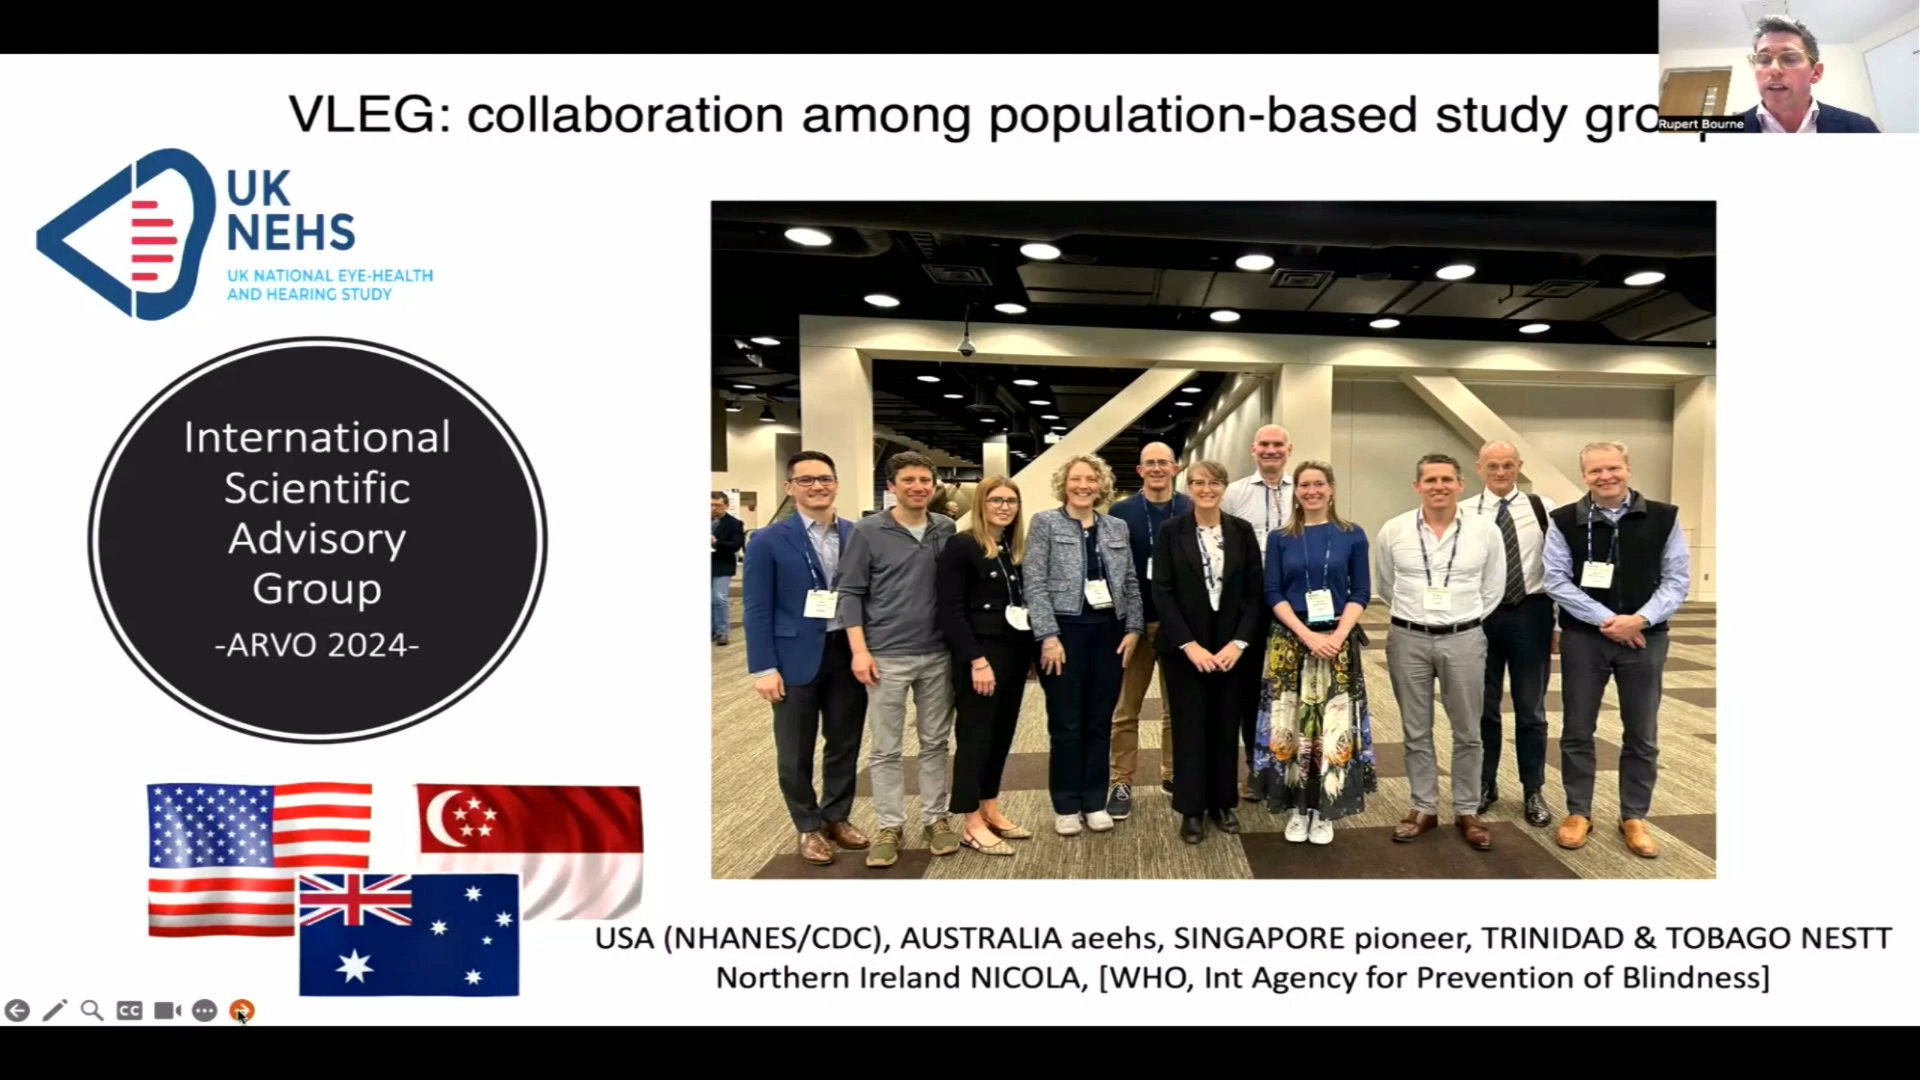 VLEG: collaboration among population-based study gro
Rupert Bourne
UK
NEHS
UK NATIONAL EYE-HEALTH
AND HEARING STUDY
International
Scientific
Advisory
Group
-ARVO 2024-
USA (NHANES/CDC), AUSTRALIA aeehs, SINGAPORE pioneer, TRINIDAD & TOBAGO NESTT
Northern Ireland NICOLA, [WHO, Int Agency for Prevention of Blindness]
CC